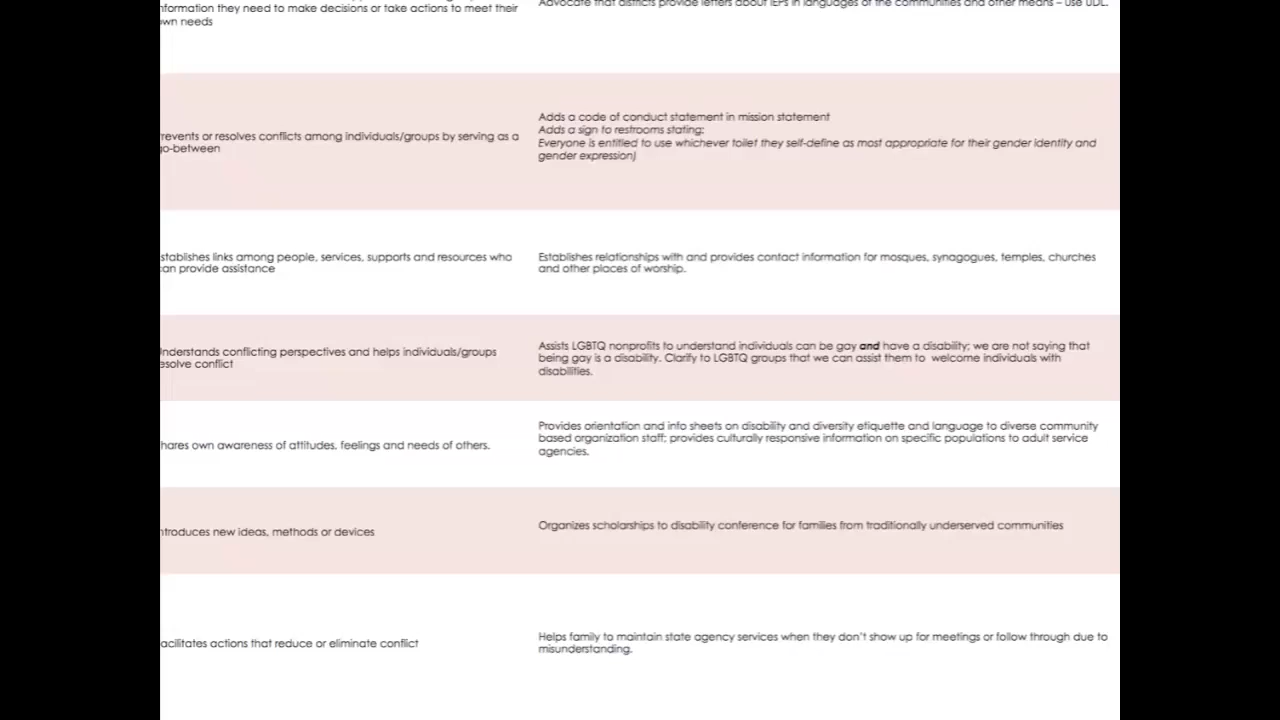 nformation they need to make decisions or take actions to meet their
wn needs
Advocate that districts provide letters about IEPs in languages of the communities and other means – use UDL.
revents or resolves conflicts among individuals/groups by serving as a
go-between
Adds a code of conduct statement in mission statement
Adds a sign to restrooms stating:
Everyone is entitled to use whichever toilet they self-define as most appropriate for their gender identity and
gender expression)
stablishes links among people, services, supports and resources who
can provide assistance
Establishes relationships with and provides contact information for mosques, synagogues, temples, churches
and other places of worship.
Understands conflicting perspectives and helps individuals/groups
esolve conflict
Assists LGBTQ nonprofits to understand individuals can be gay and have a disability; we are not saying that
being gay is a disability. Clarify to LGBTQ groups that we can assist them to welcome individuals with
disabilities.
hares own awareness of attitudes, feelings and needs of others.
Provides orientation and info sheets on disability and diversity etiquette and language to diverse community
based organization staff; provides culturally responsive information on specific populations to adult service
agencies.
ntroduces new ideas, methods or devices
Organizes scholarships to disability conference for families from traditionally underserved communities
acilitates actions that reduce or eliminate conflict
Helps family to maintain state agency services when they don't show up for meetings or follow through due to
misunderstanding.